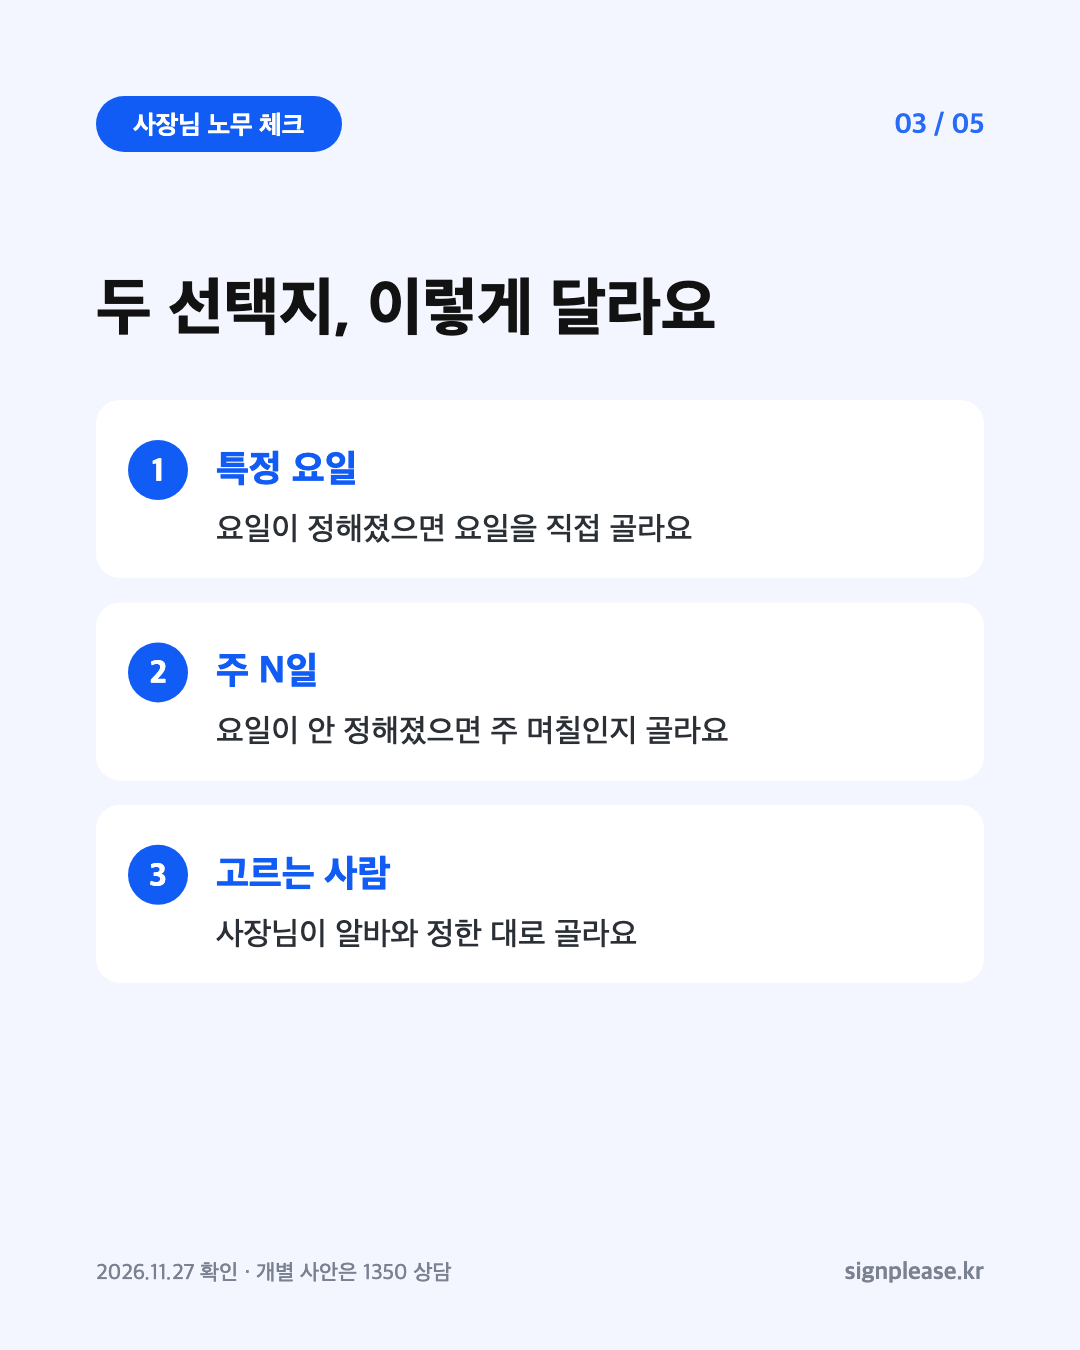 사장님 노무 체크
03 / 05
두 선택지, 이렇게 달라요
1
특정 요일
요일이 정해졌으면 요일을 직접 골라요
2
주 N일
요일이 안 정해졌으면 주 며칠인지 골라요
3
고르는 사람
사장님이 알바와 정한 대로 골라요
2026.11.27 확인 · 개별 사안은 1350 상담
signplease.kr